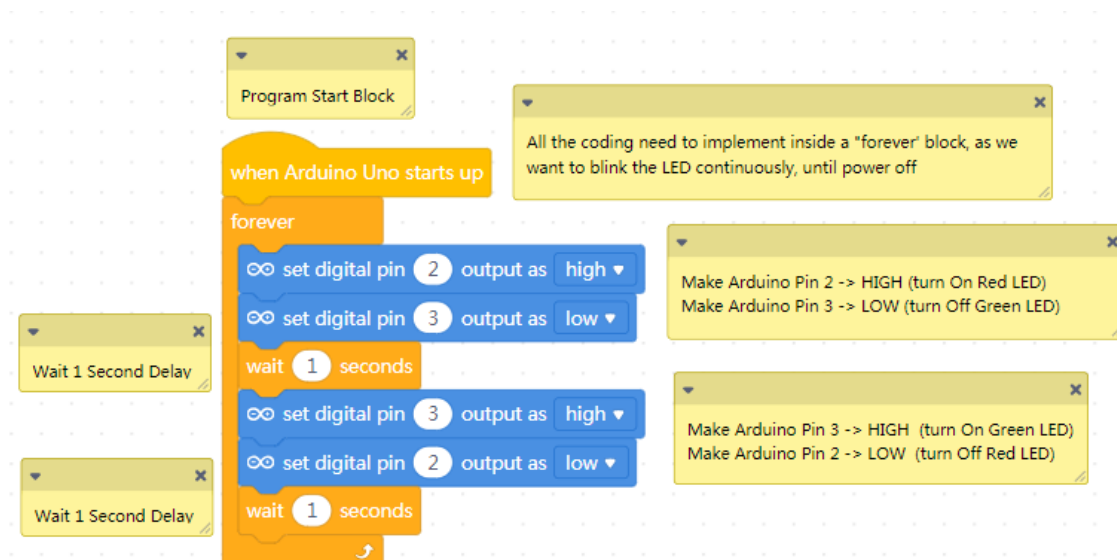 Program Start Block
when Arduino Uno starts up
All the coding need to implement inside a "forever' block, as we
want to blink the LED continuously, until power off
forever
set digital pin 2 output as high
set digital pin 3 output as low
Make Arduino Pin 2 -> HIGH (turn On Red LED)
Make Arduino Pin 3 -> LOW (turn Off Green LED)
Wait 1 Second Delay
wait 1 seconds
set digital pin 3 output as high
set digital pin 2 output as low
Make Arduino Pin 3 -> HIGH (turn On Green LED)
Make Arduino Pin 2 -> LOW (turn Off Red LED)
Wait 1 Second Delay
wait 1 seconds